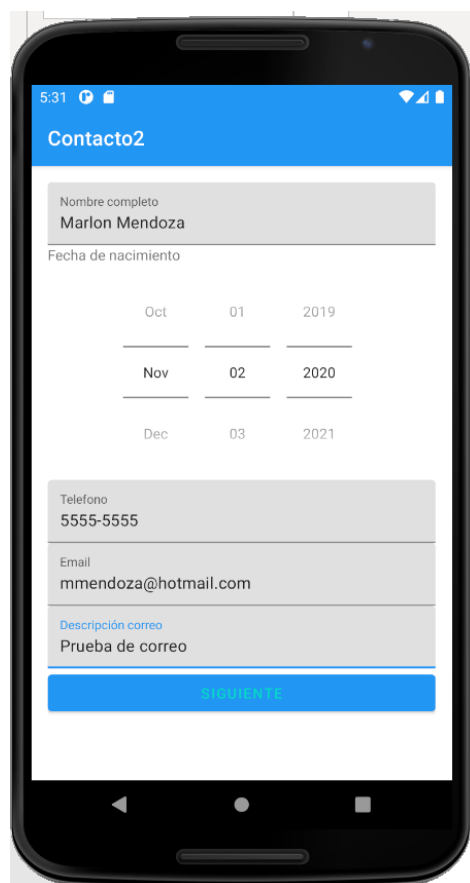 5:31
Contacto2
Nombre completo
Marlon Mendoza
Fecha de nacimiento
Oct 01 2019
Nov 02 2020
Dec 03 2021
Telefono
5555-5555
Email
mmendoza@hotmail.com
Descripción correo
Prueba de correo
SIGUIENTE